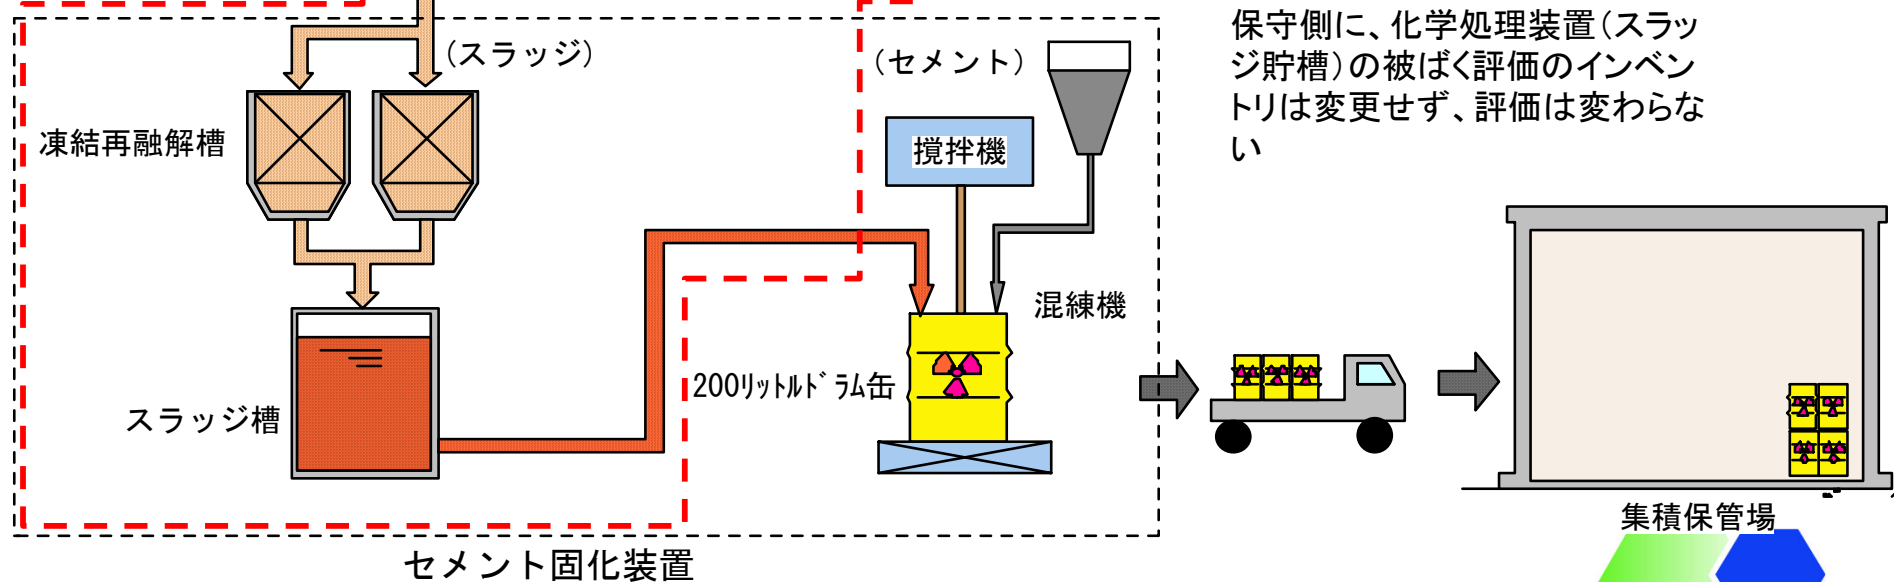 保守側に、化学処理装置(スラッ
ジ貯槽)の被ばく評価のインベン
トリは変更せず、評価は変わらな
い
(スラッジ)
(セメント)
凍結再融解槽
撹拌機
混練機
200リットルドラム缶
スラッジ槽
集積保管場
セメント固化装置